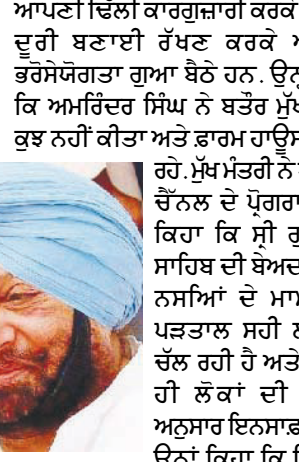 ਆਪਣੀ ਢਿੱਲੀ ਕਾਰਗੁਜ਼ਾਰੀ ਕਰਕੇ
ਦੂਰੀ ਬਣਾਈ ਰੱਖਣ ਕਰਕੇ
ਭਰੋਸੇਯੋਗਤਾ ਗੁਆ ਬੈਠੇ ਹਨ. ਉਨ੍ਹ
ਕਿ ਅਮਰਿੰਦਰ ਸਿੰਘ ਨੇ ਬਤੌਰ ਮੁੱਖ
ਕੁਝ ਨਹੀਂ ਕੀਤਾ ਅਤੇ ਫ਼ਾਰਮ ਹਾਊਸ
ਰਹੇ. ਮੁੱਖ ਮੰਤਰੀ ਨੇ
ਚੈੱਨਲ ਦੇ ਪ੍ਰੋਗਰਾ
ਕਿਹਾ ਕਿ ਸ੍ਰੀ ਗੁ
ਸਾਹਿਬ ਦੀ ਬੇਅਦ
ਨਸ਼ਿਆਂ ਦੇ ਮਾਮ
ਪੜਤਾਲ ਸਹੀ ਲ
ਚੱਲ ਰਹੀ ਹੈ ਅਤੇ
ਹੀ ਲੋਕਾਂ ਦੀ
ਅਨੁਸਾਰ ਇਨਸਾਫ਼
ਉਨ੍ਹਾਂ ਕਿਹਾ ਕਿ